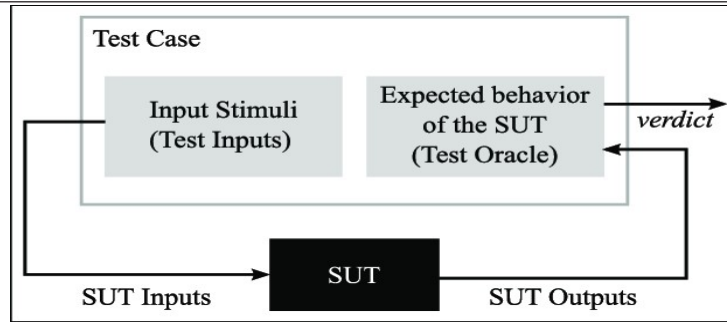 Test Case
Input Stimuli
(Test Inputs)
Expected behavior
of the SUT
(Test Oracle)
verdict
SUT
SUT Inputs
SUT Outputs